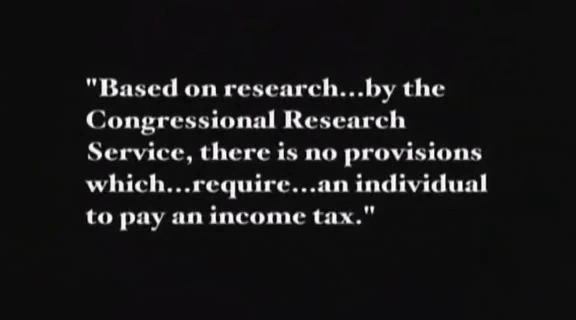 "Based on research...by the
Congressional Research
Service, there is no provisions
which...require...an individual
to pay an income tax."